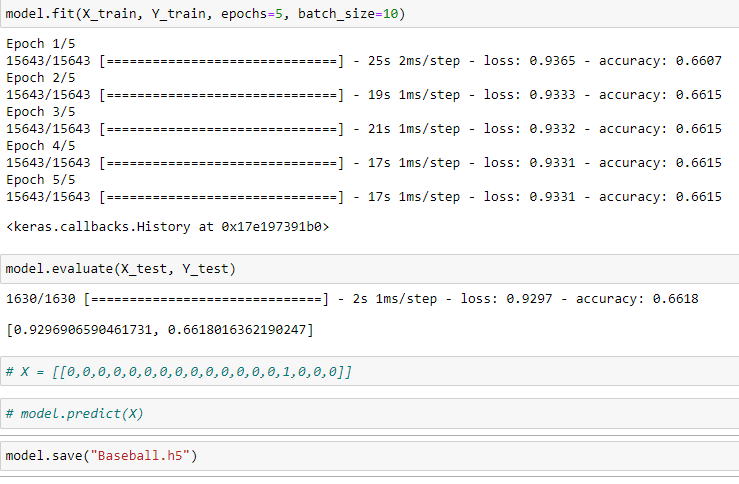 model.fit(X_train, Y_train, epochs=5, batch_size=10)
Epoch 1/5
15643/15643 [==============================] - 25s 2ms/step - loss: 0.9365 - accuracy: 0.6607
Epoch 2/5
15643/15643 [==============================] - 19s 1ms/step - loss: 0.9333 - accuracy: 0.6615
Epoch 3/5
15643/15643 [==============================] - 21s 1ms/step - loss: 0.9332 - accuracy: 0.6615
Epoch 4/5
15643/15643 [==============================] - 17s 1ms/step - loss: 0.9331 - accuracy: 0.6615
Epoch 5/5
15643/15643 [==============================] - 17s 1ms/step - loss: 0.9331 - accuracy: 0.6615
<keras.callbacks.History at 0x17e197391b0>
model.evaluate(X_test, Y_test)
1630/1630 [==============================] - 2s 1ms/step - loss: 0.9297 - accuracy: 0.6618
[0.9296906590461731, 0.6618016362190247]
# X = [[0,0,0,0,0,0,0,0,0,0,0,0,0,0,1,0,0,0]]
# model.predict(X)
model.save("Baseball.h5")